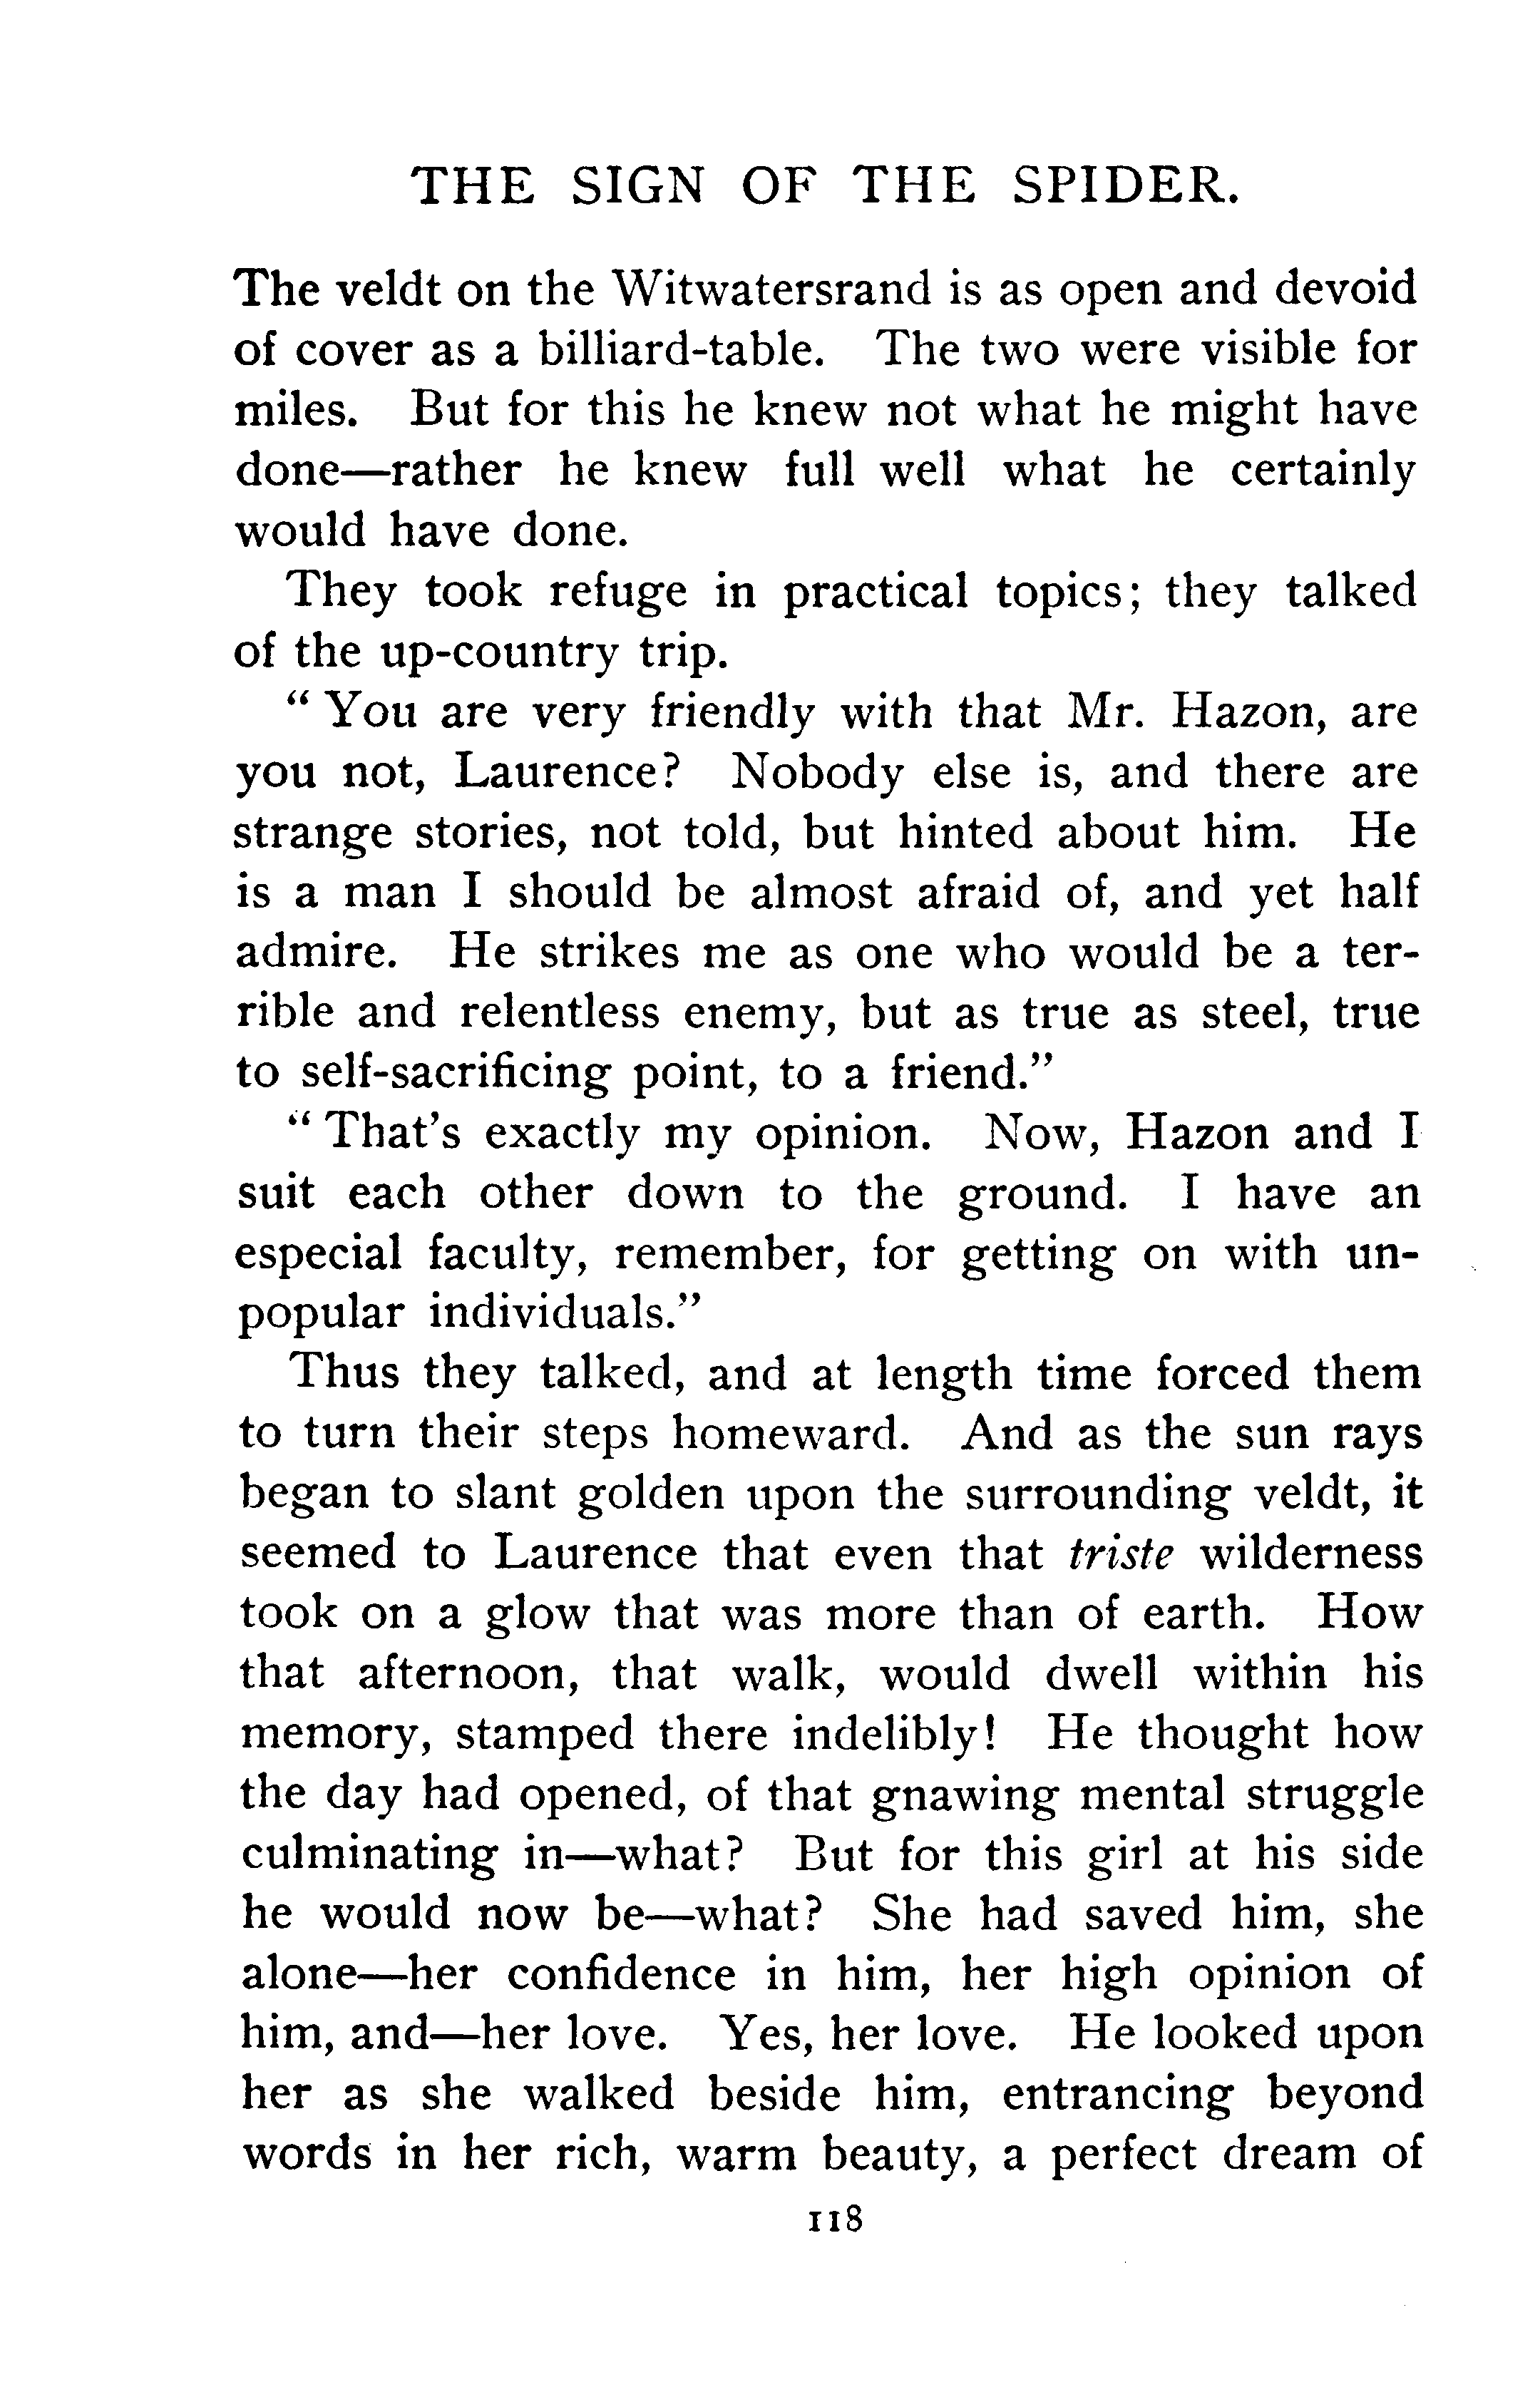 THE SIGN OF THE SPIDER.
The veldt on the Witwatersrand is as open and devoid
of cover as a billiard-table. The two were visible for
miles. But for this he knew not what he might have
done—rather he knew full well what he certainly
would have done.
They took refuge in practical topics; they talked
of the up-country trip.
“ You are very friendly with that Mr. Hazon, are
you not, Laurence? Nobody else is, and there are
strange stories, not told, but hinted about him. He
is a man I should be almost afraid of, and yet half
admire. He strikes me as one who would be a ter-
rible and relentless enemy, but as true as steel, true
to self-sacrificing point, to a friend.”
“ That’s exactly my opinion. Now, Hazon and I
suit each other down to the ground. I have an
especial faculty, remember, for getting on with un-
popular individuals.”
Thus they talked, and at length time forced them
to turn their steps homeward. And as the sun rays
began to slant golden upon the surrounding veldt, it
seemed to Laurence that even that triste wilderness
took on a glow that was more than of earth. How
that afternoon, that walk, would dwell within his
memory, stamped there indelibly! He thought how
the day had opened, of that gnawing mental struggle
culminating in—what? But for this girl at his side
he would now be—what? She had saved him, she
alone—her confidence in him, her high opinion of
him, and—her love. Yes, her love. He looked upon
her as she walked beside him, entrancing beyond
words in her rich, warm beauty, a perfect dream of
118